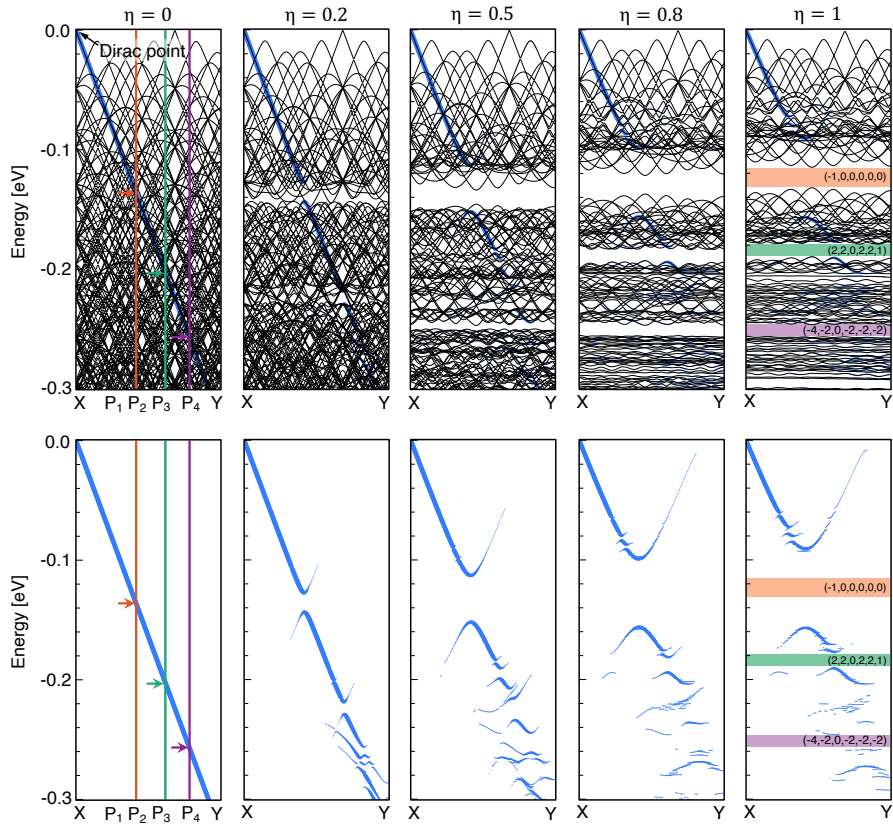 η = 0 η = 0.2 η = 0.5 η = 0.8 η = 1
0.0
Dirac point
-0.1
-0.2
-0.3
Energy [eV]
(-1,0,0,0,0,0)
(2,2,0,2,2,1)
(-4,-2,0,-2,-2,-2)
X P1 P2 P3 P4 Y X Y X Y X Y X Y
0.0
-0.1
-0.2
-0.3
Energy [eV]
(-1,0,0,0,0,0)
(2,2,0,2,2,1)
(-4,-2,0,-2,-2,-2)
X P1 P2 P3 P4 Y X Y X Y X Y X Y